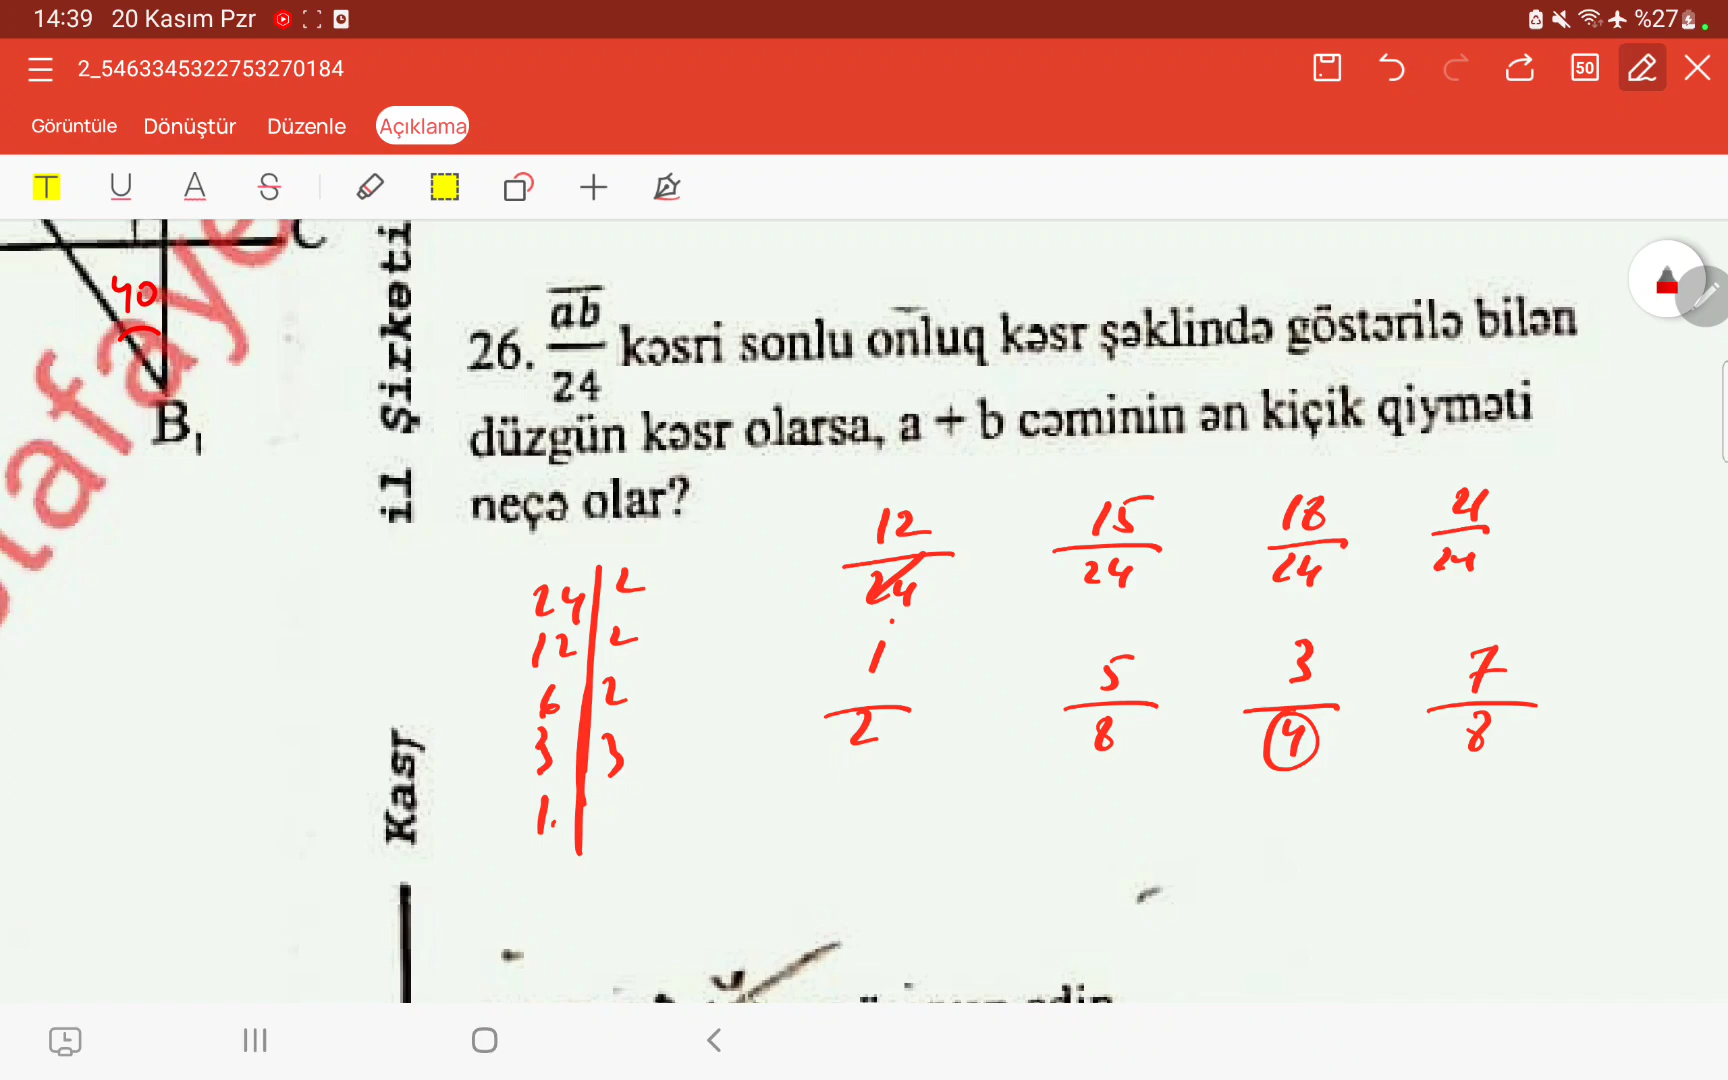 14:39 20 Kasım Pzr %27
2_5463345322753270184 50
Görüntüle Dönüştür Düzenle Açıklama
T U A S
C
40
B₁
il Şirkəti
Kası
26. ab/24 kəsri sonlu onluq kəsr şəklində göstərilə bilən
düzgün kəsr olarsa, a + b cəminin ən kiçik qiyməti
neçə olar?
24 2
12 2
6 2
3 3
1.
12/24 15/24 18/24 21/24
1/2 5/8 3/4 7/8